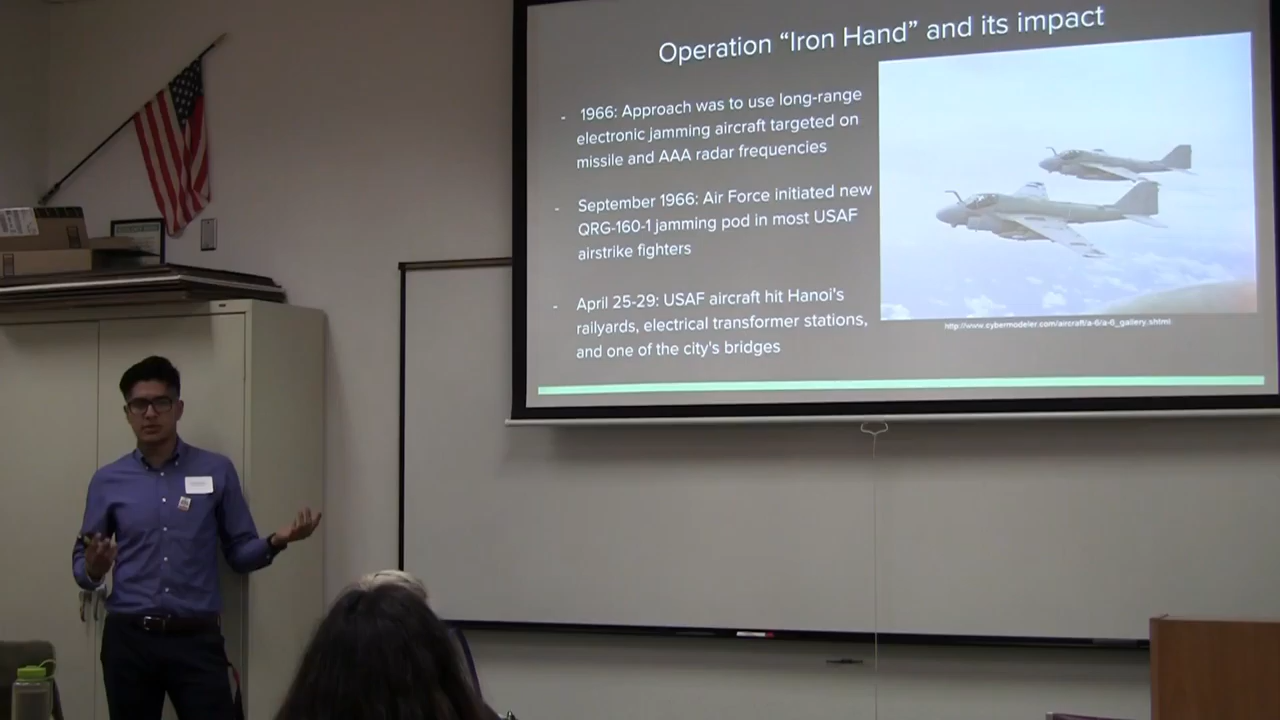 Operation “Iron Hand” and its impact
- 1966: Approach was to use long-range
electronic jamming aircraft targeted on
missile and AAA radar frequencies
- September 1966: Air Force initiated new
QRG-160-1 jamming pod in most USAF
airstrike fighters
- April 25-29: USAF aircraft hit Hanoi's
railyards, electrical transformer stations,
and one of the city's bridges
http://www.cybermodeler.com/aircraft/a-6/a-6_gallery.shtml